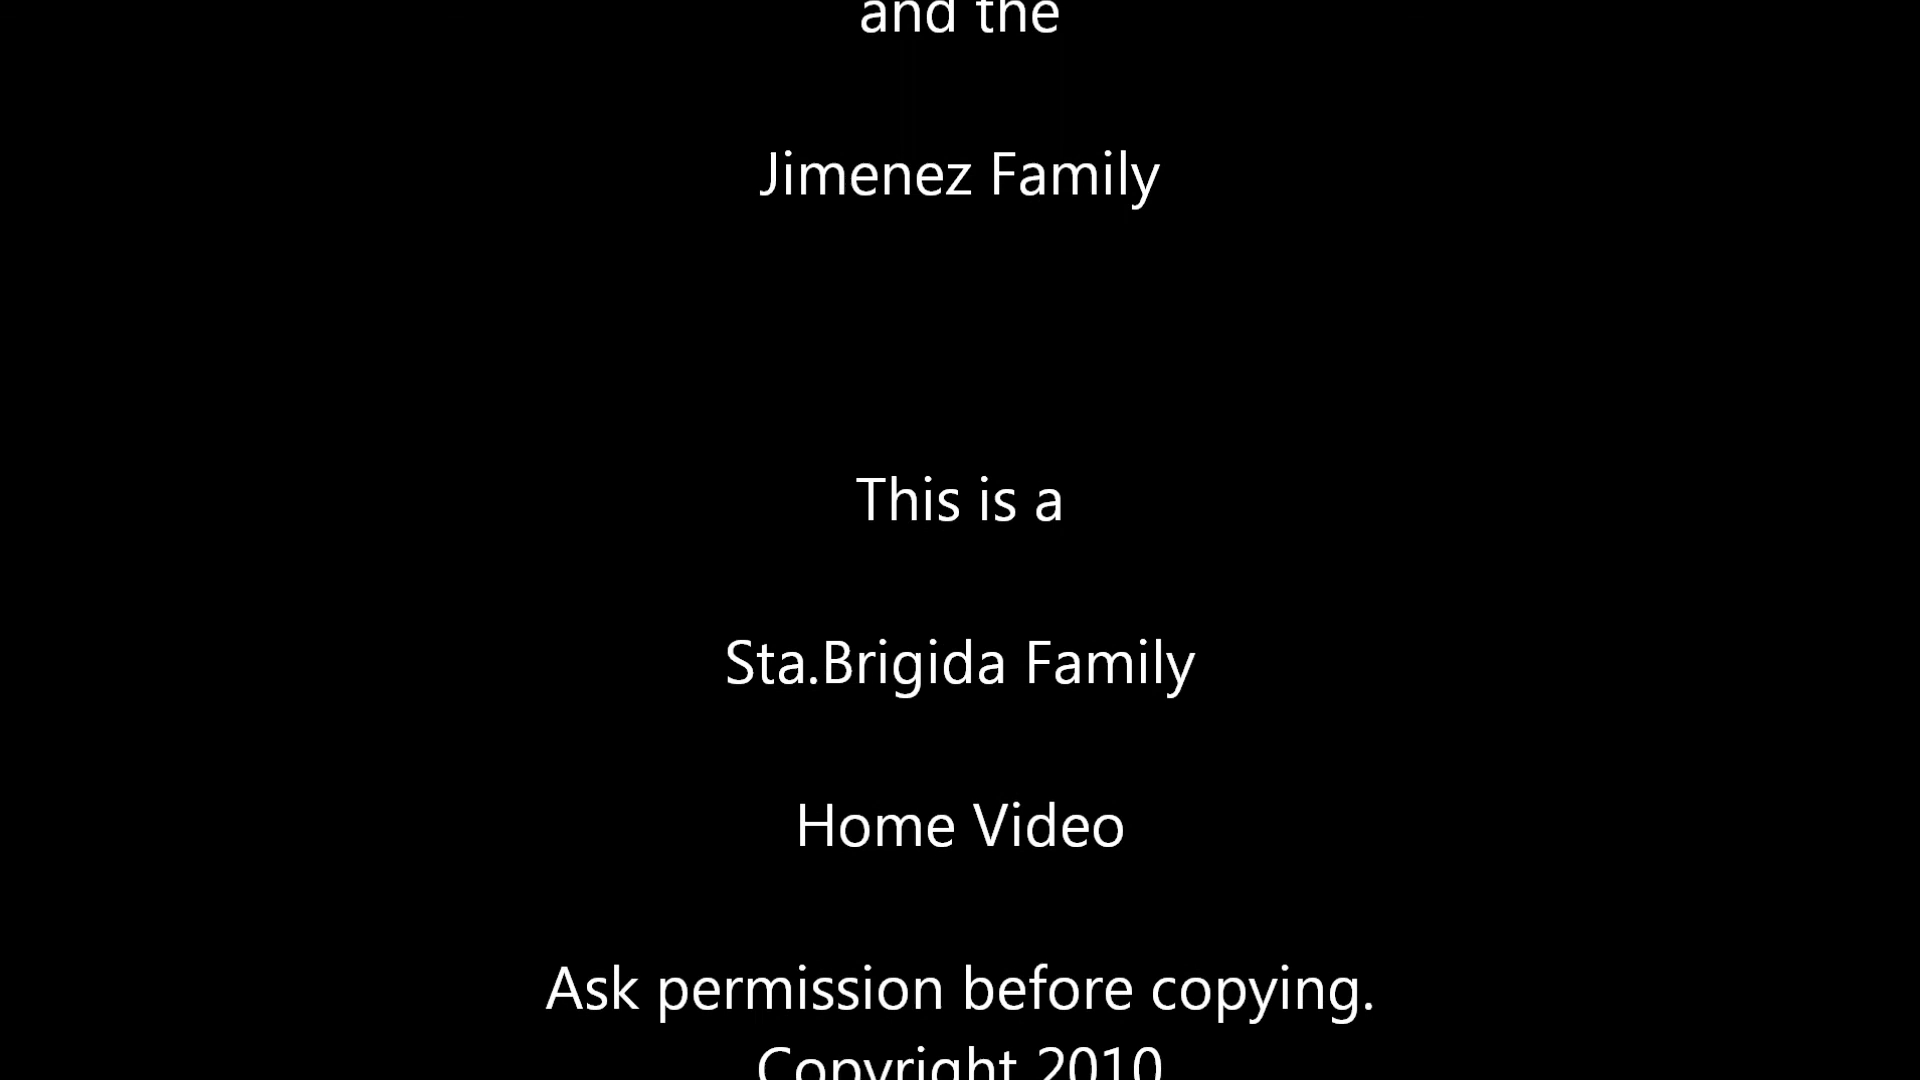 and the
Jimenez Family
This is a
Sta.Brigida Family
Home Video
Ask permission before copying.
Copyright 2010